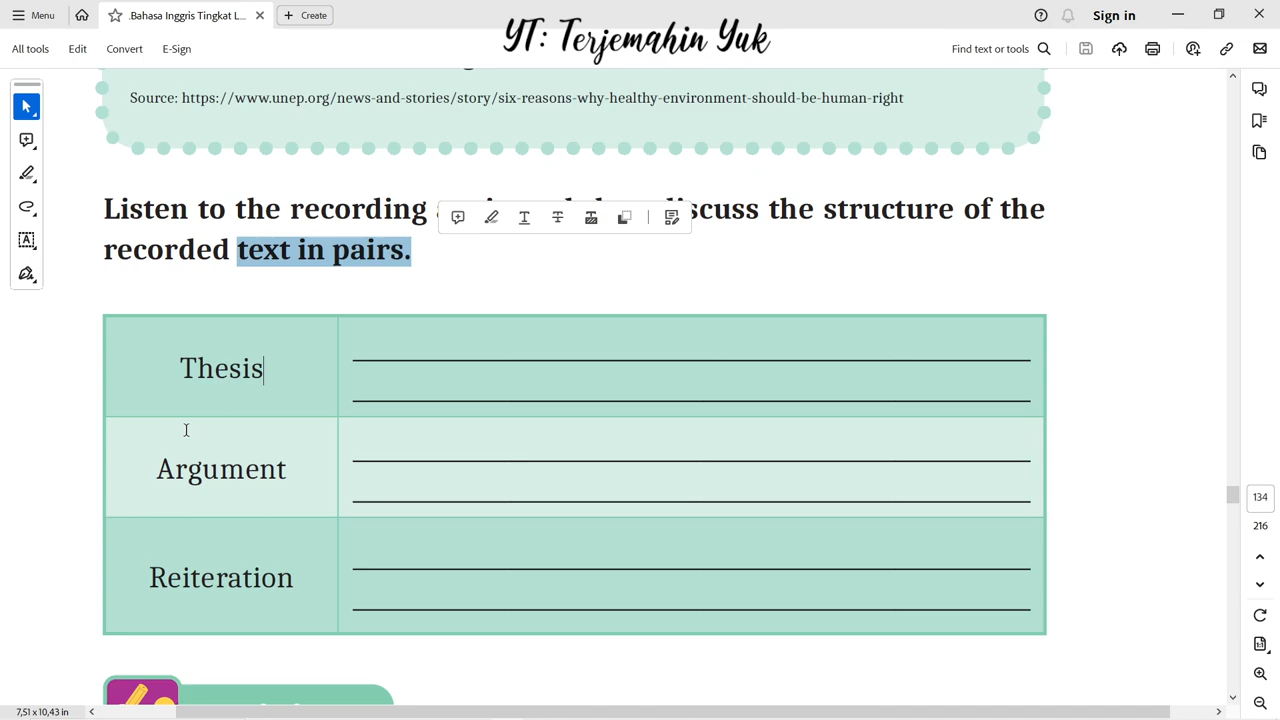 Menu
.Bahasa Inggris Tingkat L...
Create
YT: Terjemahin Yuk
Sign in
All tools
Edit
Convert
E-Sign
Find text or tools
Source: https://www.unep.org/news-and-stories/story/six-reasons-why-healthy-environment-should-be-human-right
Listen to the recording discuss the structure of the
recorded text in pairs.
Thesis
Argument
Reiteration
134
216
7,51 x 10,43 in